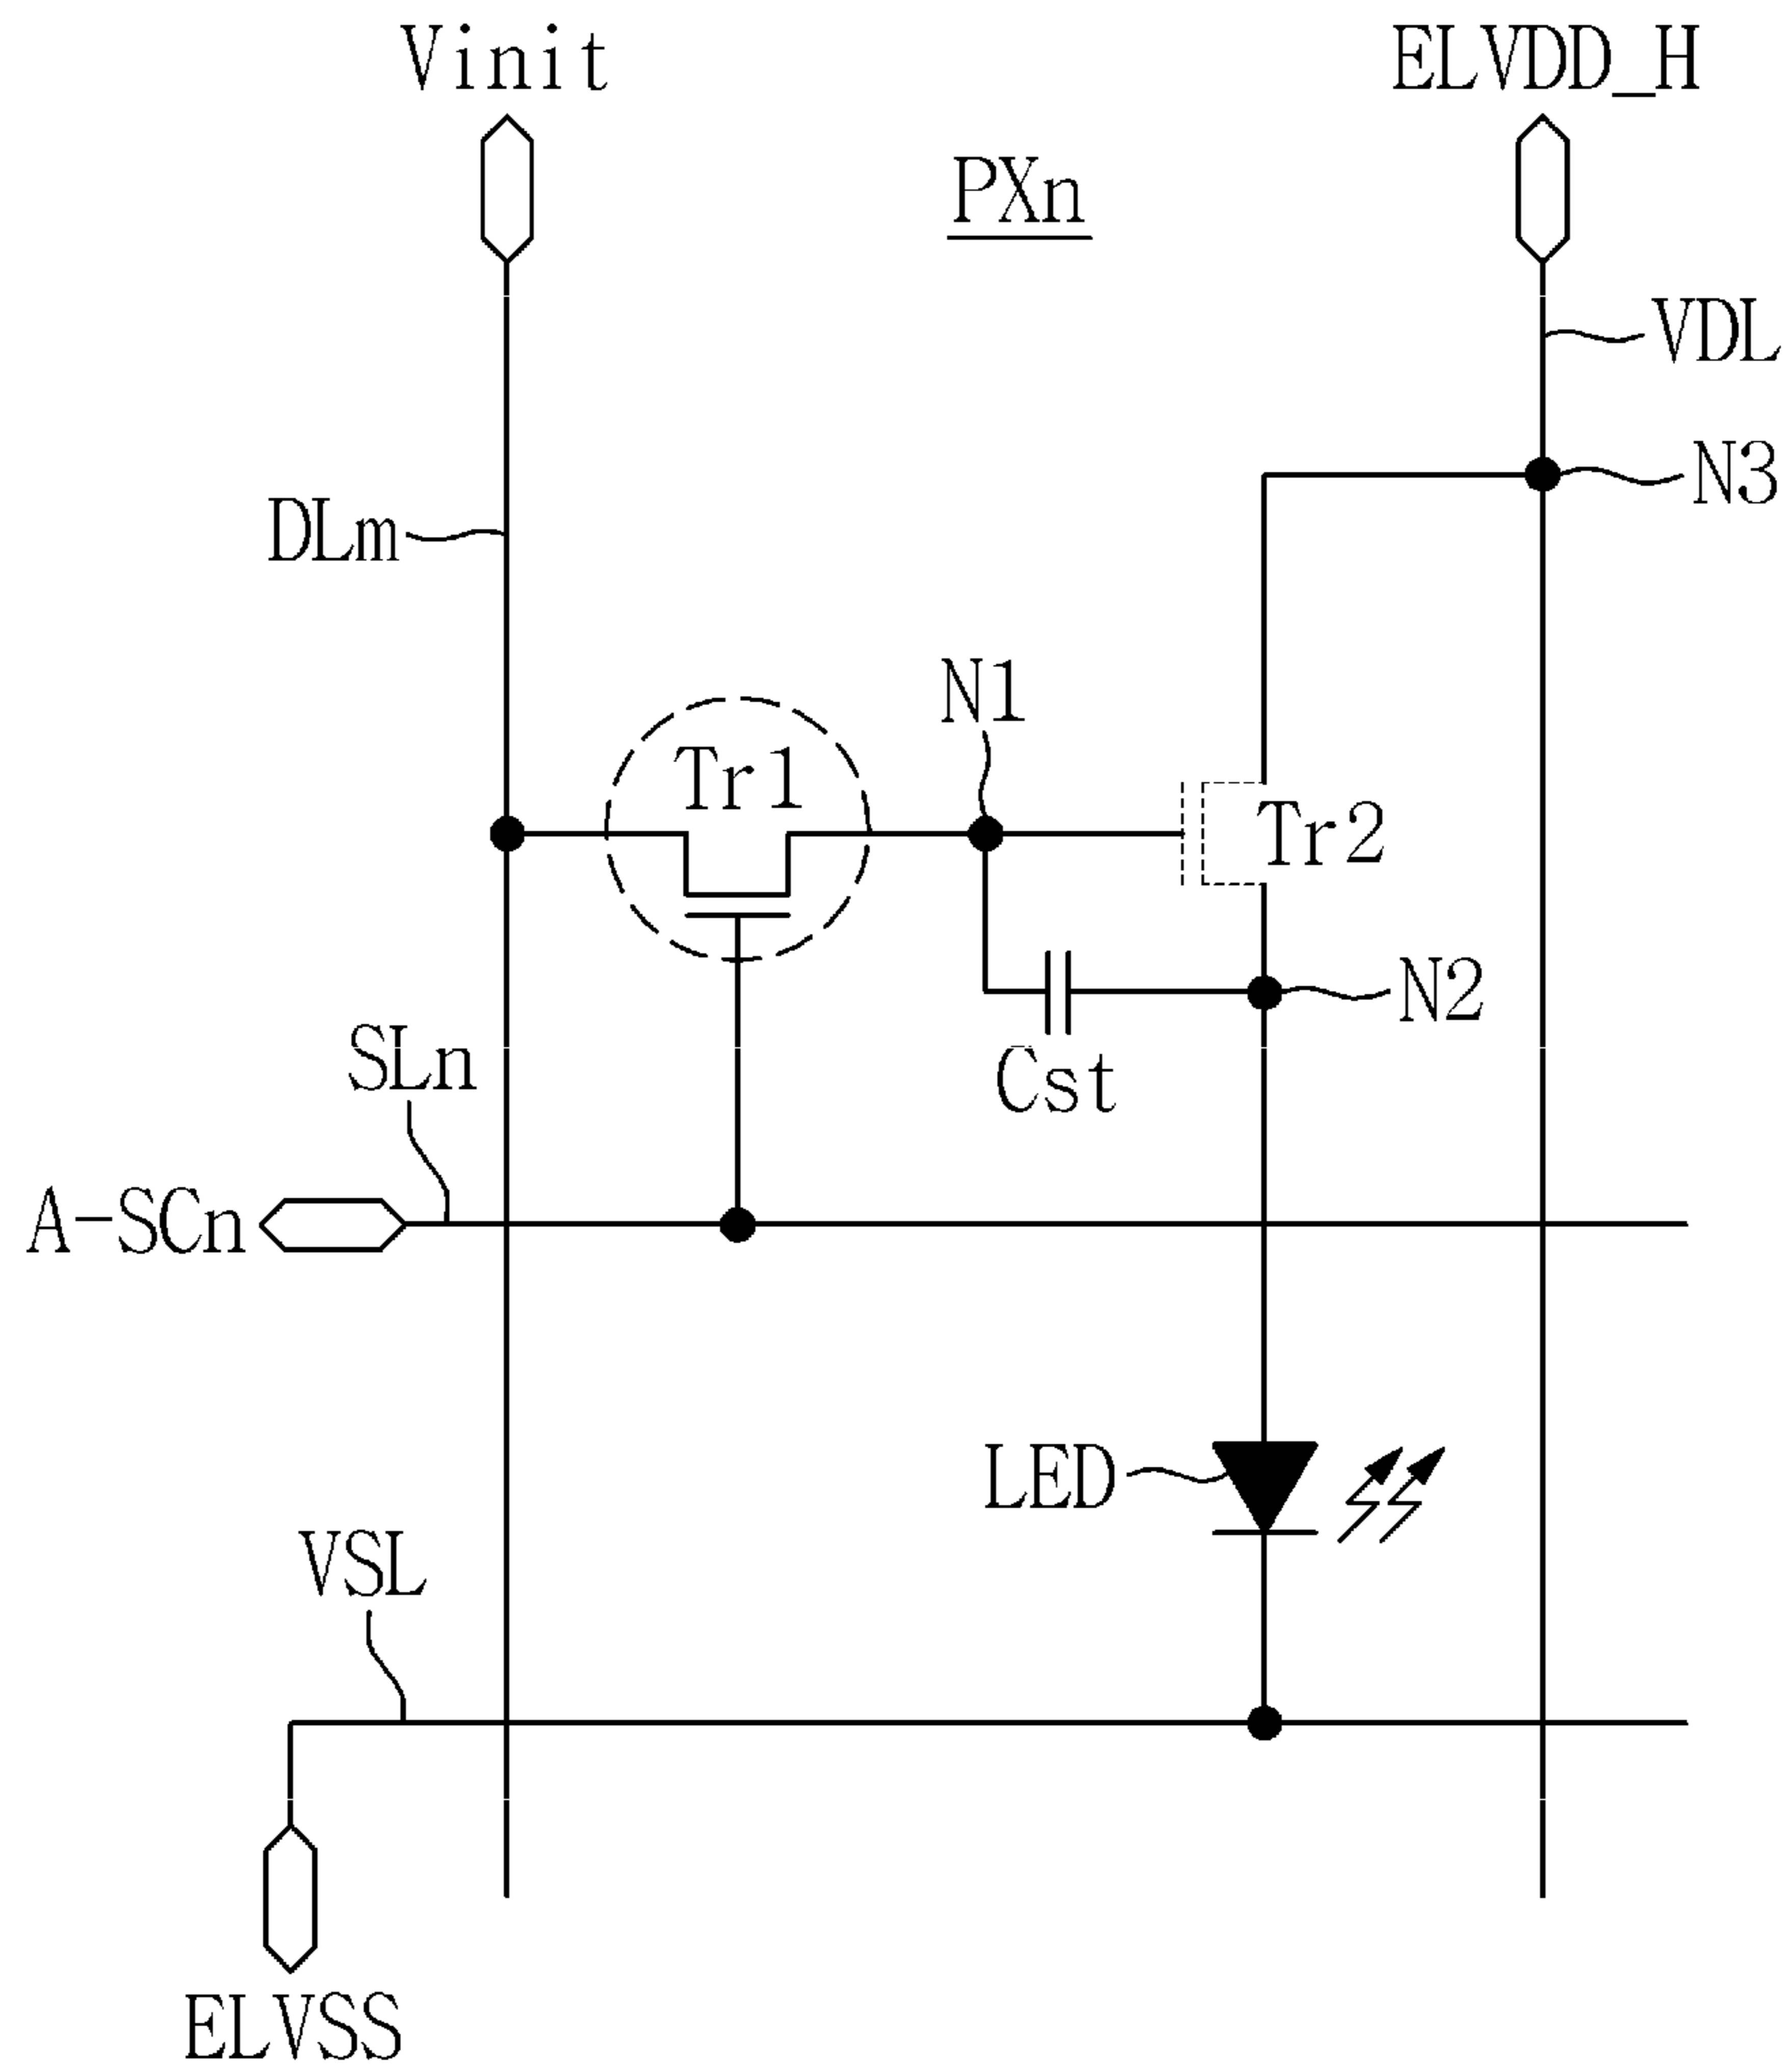 Vinit
ELVDD_H
PXn
VDL
N3
DLm
N1
Tr1
Tr2
N2
SLn
Cst
A-SCn
LED
VSL
ELVSS